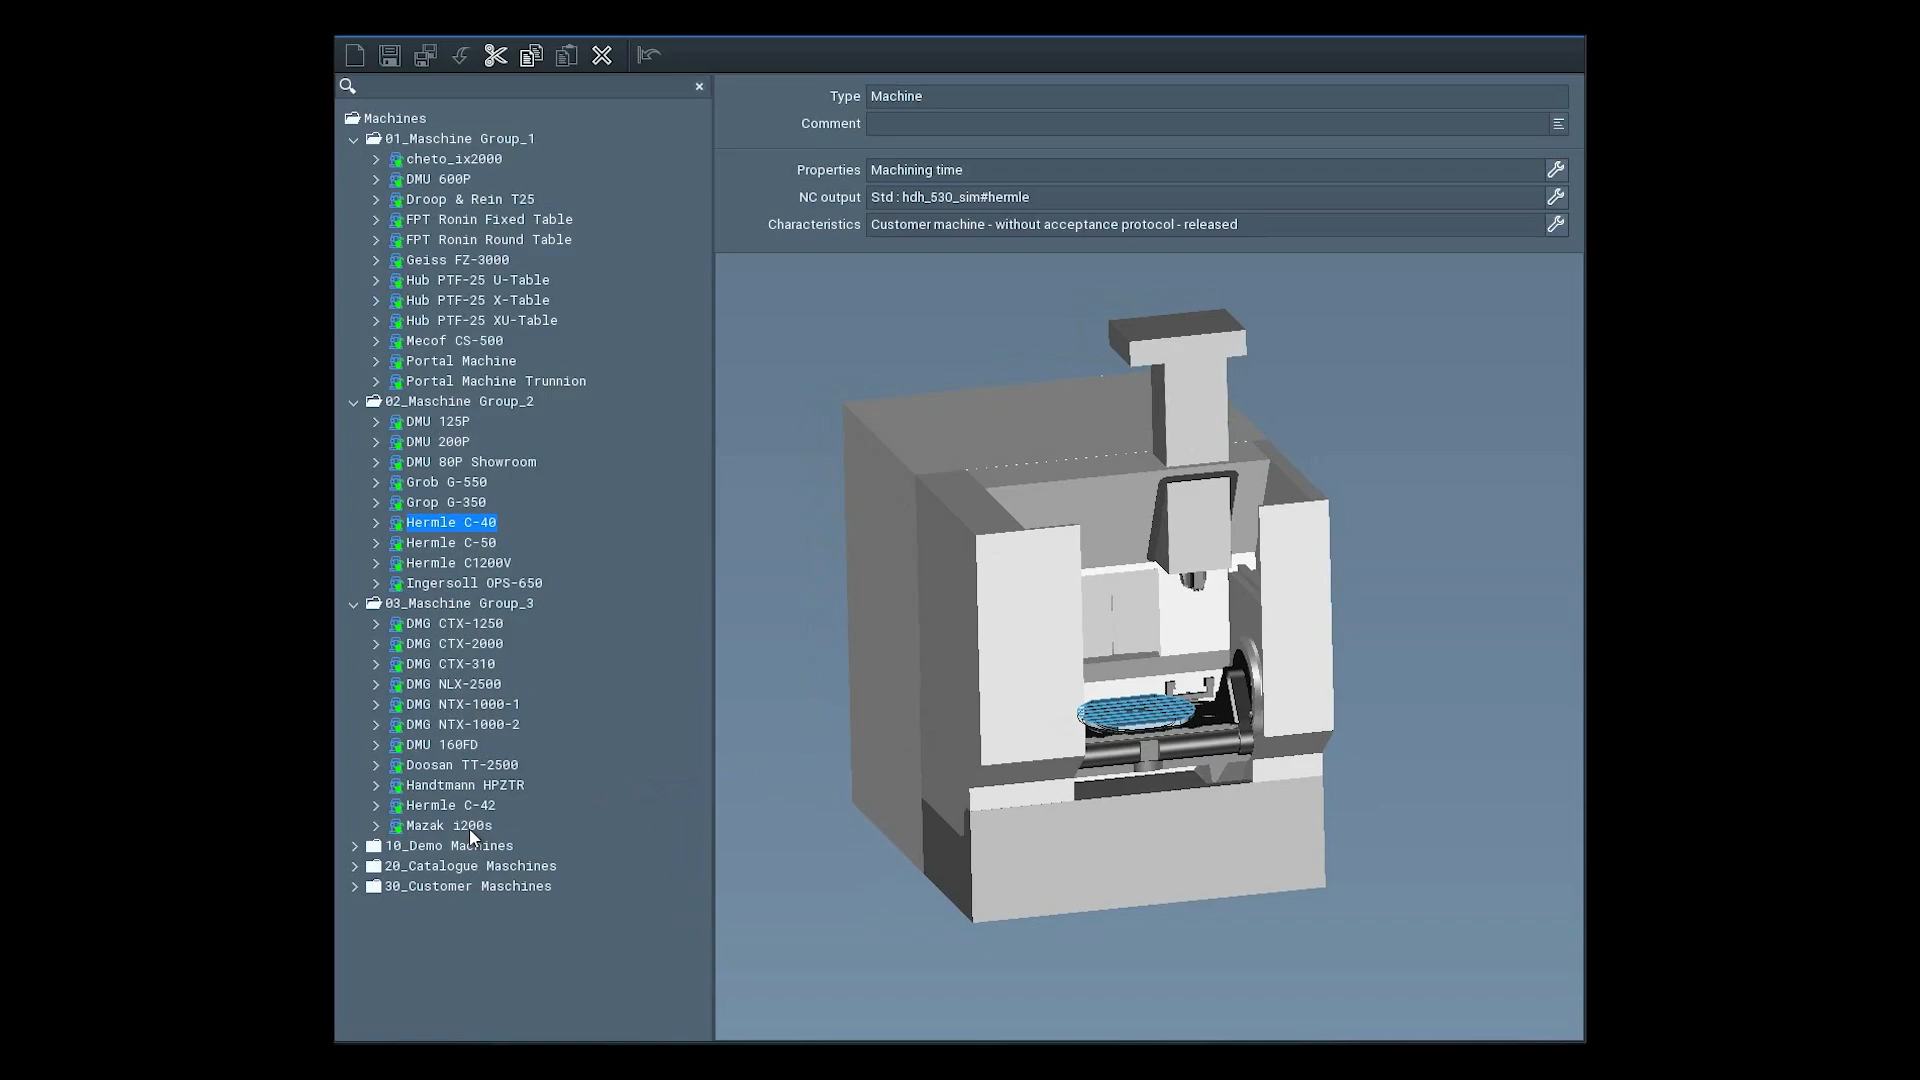 Machines
01_Maschine Group_1
cheto_ix2000
DMU 600P
Droop & Rein T25
FPT Ronin Fixed Table
FPT Ronin Round Table
Geiss FZ-3000
Hub PTF-25 U-Table
Hub PTF-25 X-Table
Hub PTF-25 XU-Table
Mecof CS-500
Portal Machine
Portal Machine Trunnion
02_Maschine Group_2
DMU 125P
DMU 200P
DMU 80P Showroom
Grob G-550
Grop G-350
Hermle C-40
Hermle C-50
Hermle C1200V
Ingersoll OPS-650
03_Maschine Group_3
DMG CTX-1250
DMG CTX-2000
DMG CTX-310
DMG NLX-2500
DMG NTX-1000-1
DMG NTX-1000-2
DMU 160FD
Doosan TT-2500
Handtmann HPZTR
Hermle C-42
Mazak i200s
10_Demo Machines
20_Catalogue Maschines
30_Customer Maschines
Type Machine
Comment
Properties Machining time
NC output Std : hdh_530_sim#hermle
Characteristics Customer machine - without acceptance protocol - released